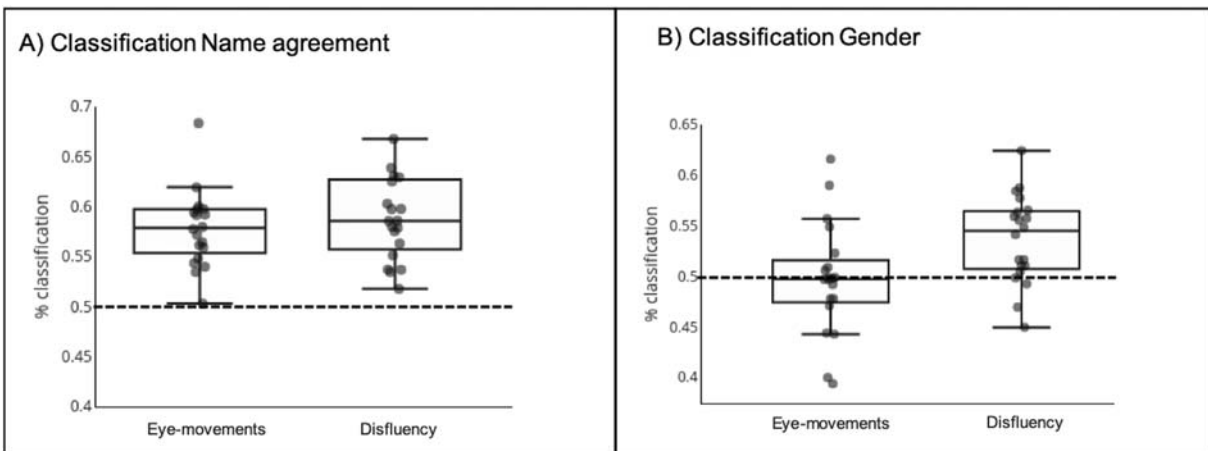 A) Classification Name agreement
% classification
0.7
0.65
0.6
0.55
0.5
0.45
0.4
Eye-movements
Disfluency
B) Classification Gender
% classification
0.65
0.6
0.55
0.5
0.45
0.4
Eye-movements
Disfluency